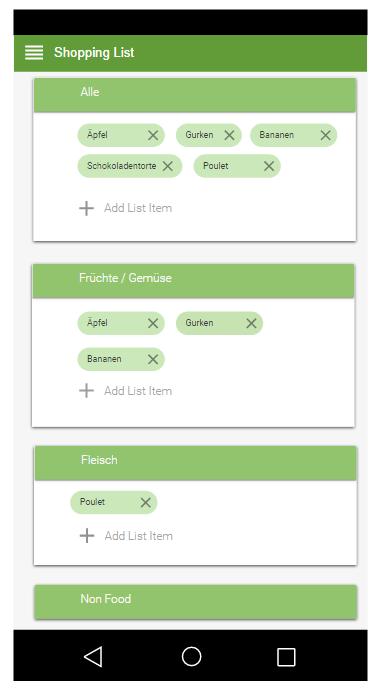 Shopping List
Alle
Äpfel Gurken Bananen
Schokoladentorte Poulet
Add List Item
Früchte / Gemüse
Äpfel Gurken
Bananen
Add List Item
Fleisch
Poulet
Add List Item
Non Food